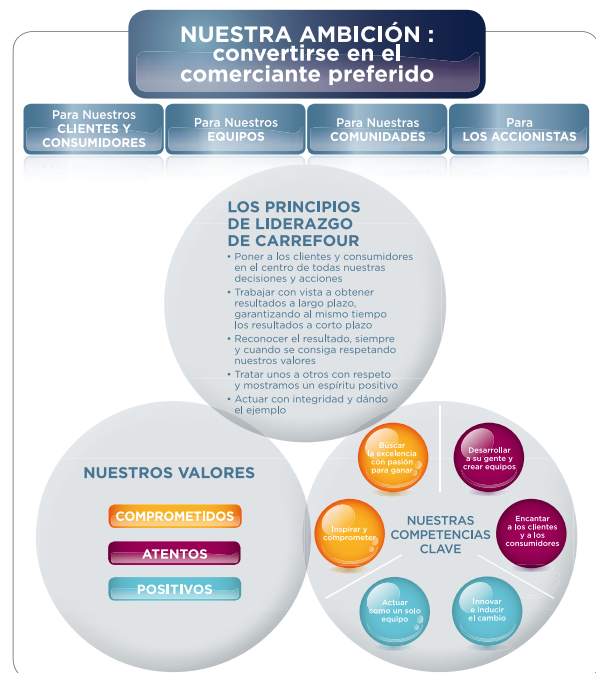 NUESTRA AMBICIÓN :
convertirse en el
comerciante preferido
Para Nuestros
CLIENTES Y
CONSUMIDORES
Para Nuestros
EQUIPOS
Para Nuestras
COMUNIDADES
Para
LOS ACCIONISTAS
LOS PRINCIPIOS
DE LIDERAZGO
DE CARREFOUR
• Poner a los clientes y consumidores
en el centro de todas nuestras
decisiones y acciones
• Trabajar con vista a obtener
resultados a largo plazo,
garantizando al mismo tiempo
los resultados a corto plazo
• Reconocer el resultado, siempre
y cuando se consiga respetando
nuestros valores
• Tratar unos a otros con respeto
y mostramos un espíritu positivo
• Actuar con integridad y dándo
el ejemplo
NUESTROS VALORES
COMPROMETIDOS
ATENTOS
POSITIVOS
Buscar
la excelencia
con pasión
para ganar
Desarrollar
a su gente y
crear equipos
Inspirar y
comprometer
NUESTRAS
COMPETENCIAS
CLAVE
Encantar
a los clientes
y a los
consumidores
Actuar
como un solo
equipo
Innovar
e inducir
el cambio